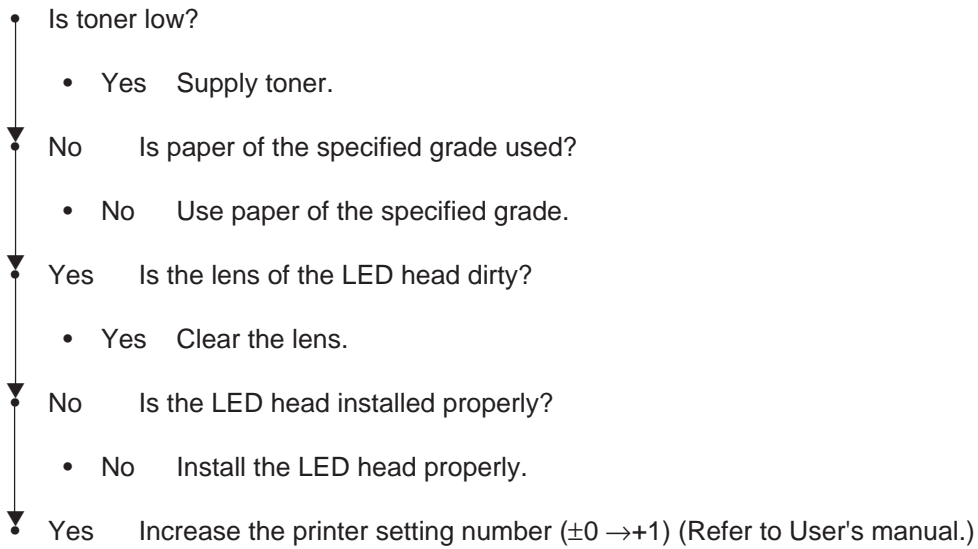 Is toner low?
• Yes Supply toner.
No Is paper of the specified grade used?
• No Use paper of the specified grade.
Yes Is the lens of the LED head dirty?
• Yes Clear the lens.
No Is the LED head installed properly?
• No Install the LED head properly.
Yes Increase the printer setting number (±0 →+1) (Refer to User's manual.)